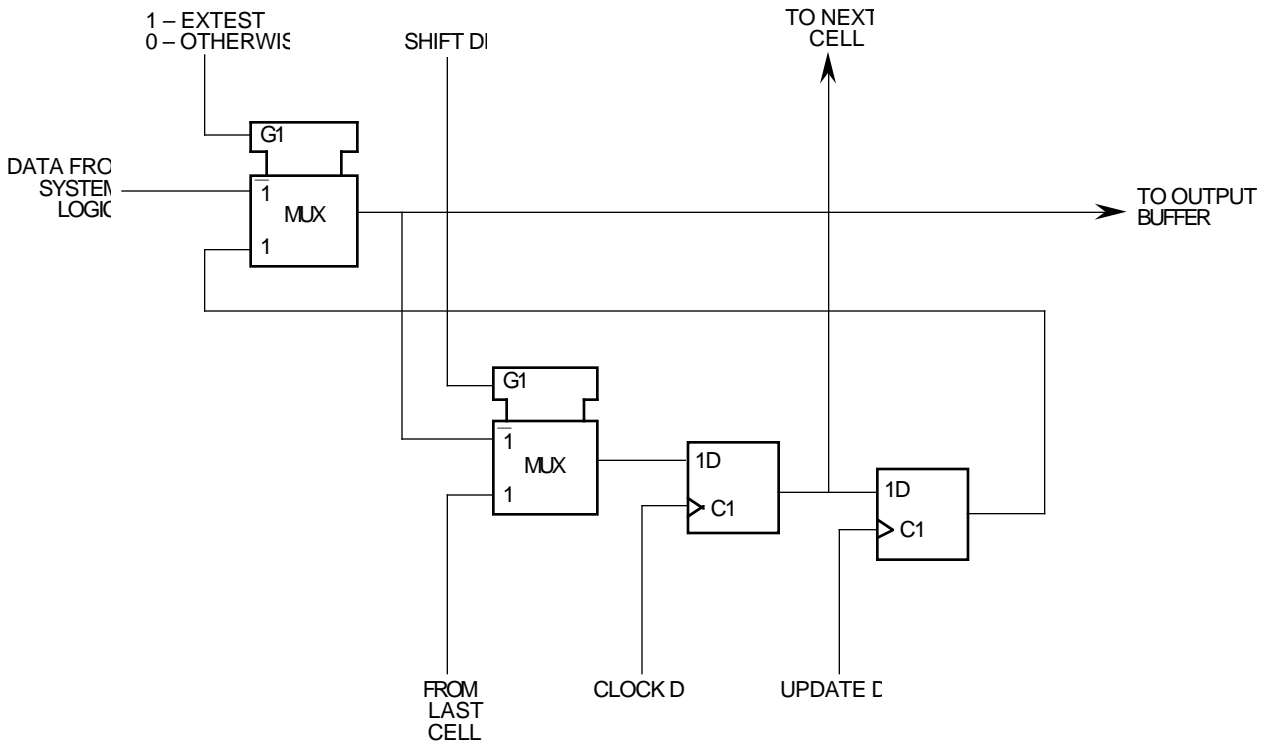 1 – EXTEST
0 – OTHERWIS
SHIFT D
TO NEXT
CELL
G1
DATA FRO
SYSTEM
LOGIC
1
MUX
1
TO OUTPUT
BUFFER
G1
1
MUX
1
1D
C1
1D
C1
FROM
LAST
CELL
CLOCK D
UPDATE D